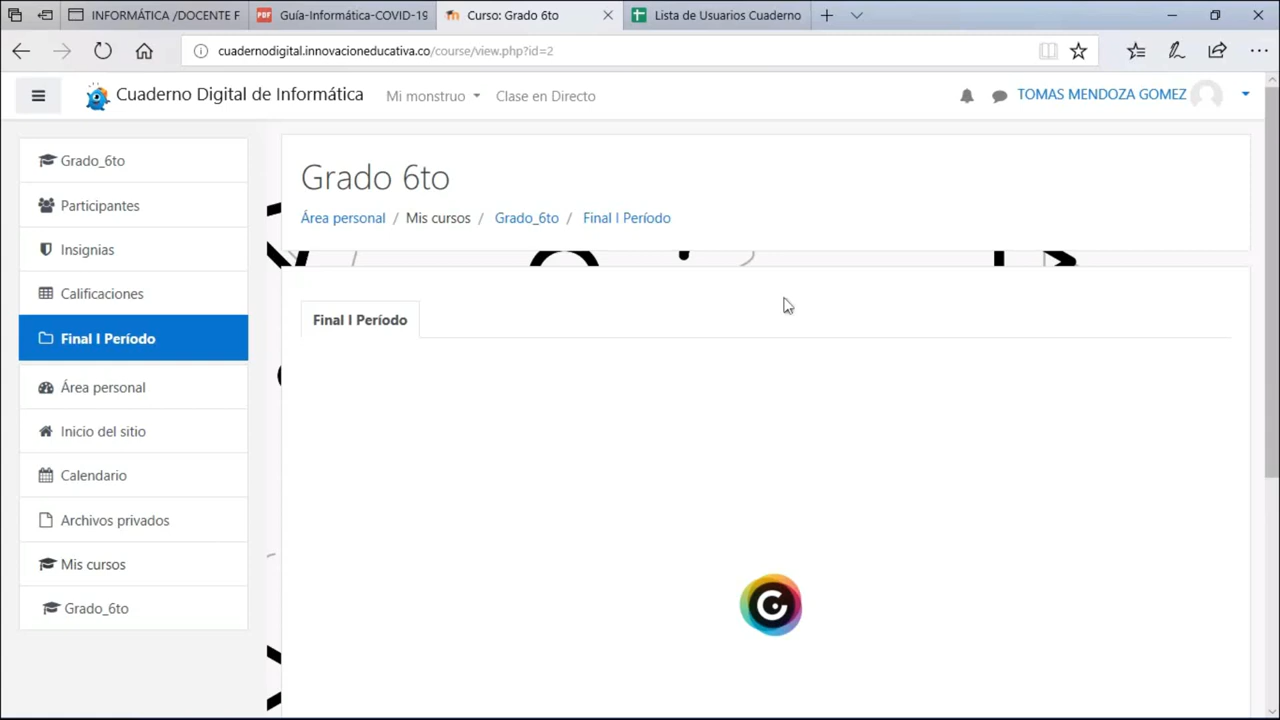 INFORMÁTICA /DOCENTE F
Guía-Informática-COVID-19
Curso: Grado 6to
Lista de Usuarios Cuaderno
cuadernodigital.innovacioneducativa.co/course/view.php?id=2
Cuaderno Digital de Informática
Mi monstruo
Clase en Directo
TOMAS MENDOZA GOMEZ
Grado_6to
Participantes
Insignias
Calificaciones
Final I Período
Área personal
Inicio del sitio
Calendario
Archivos privados
Mis cursos
Grado_6to
Grado 6to
Área personal / Mis cursos / Grado_6to / Final I Período
Final I Período